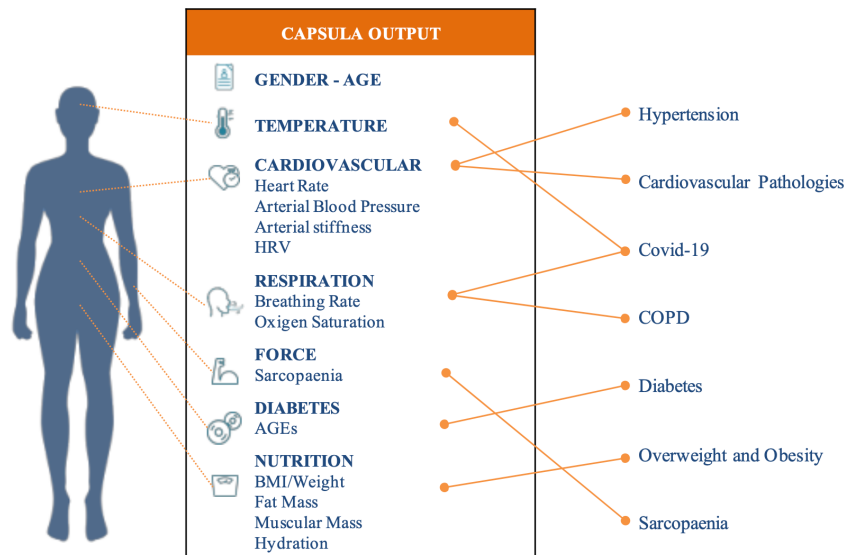 CAPSULA OUTPUT
GENDER - AGE
TEMPERATURE
CARDIOVASCULAR
Heart Rate
Arterial Blood Pressure
Arterial stiffness
HRV
RESPIRATION
Breathing Rate
Oxigen Saturation
FORCE
Sarcopaenia
DIABETES
AGEs
NUTRITION
BMI/Weight
Fat Mass
Muscular Mass
Hydration
Hypertension
Cardiovascular Pathologies
Covid-19
COPD
Diabetes
Overweight and Obesity
Sarcopaenia